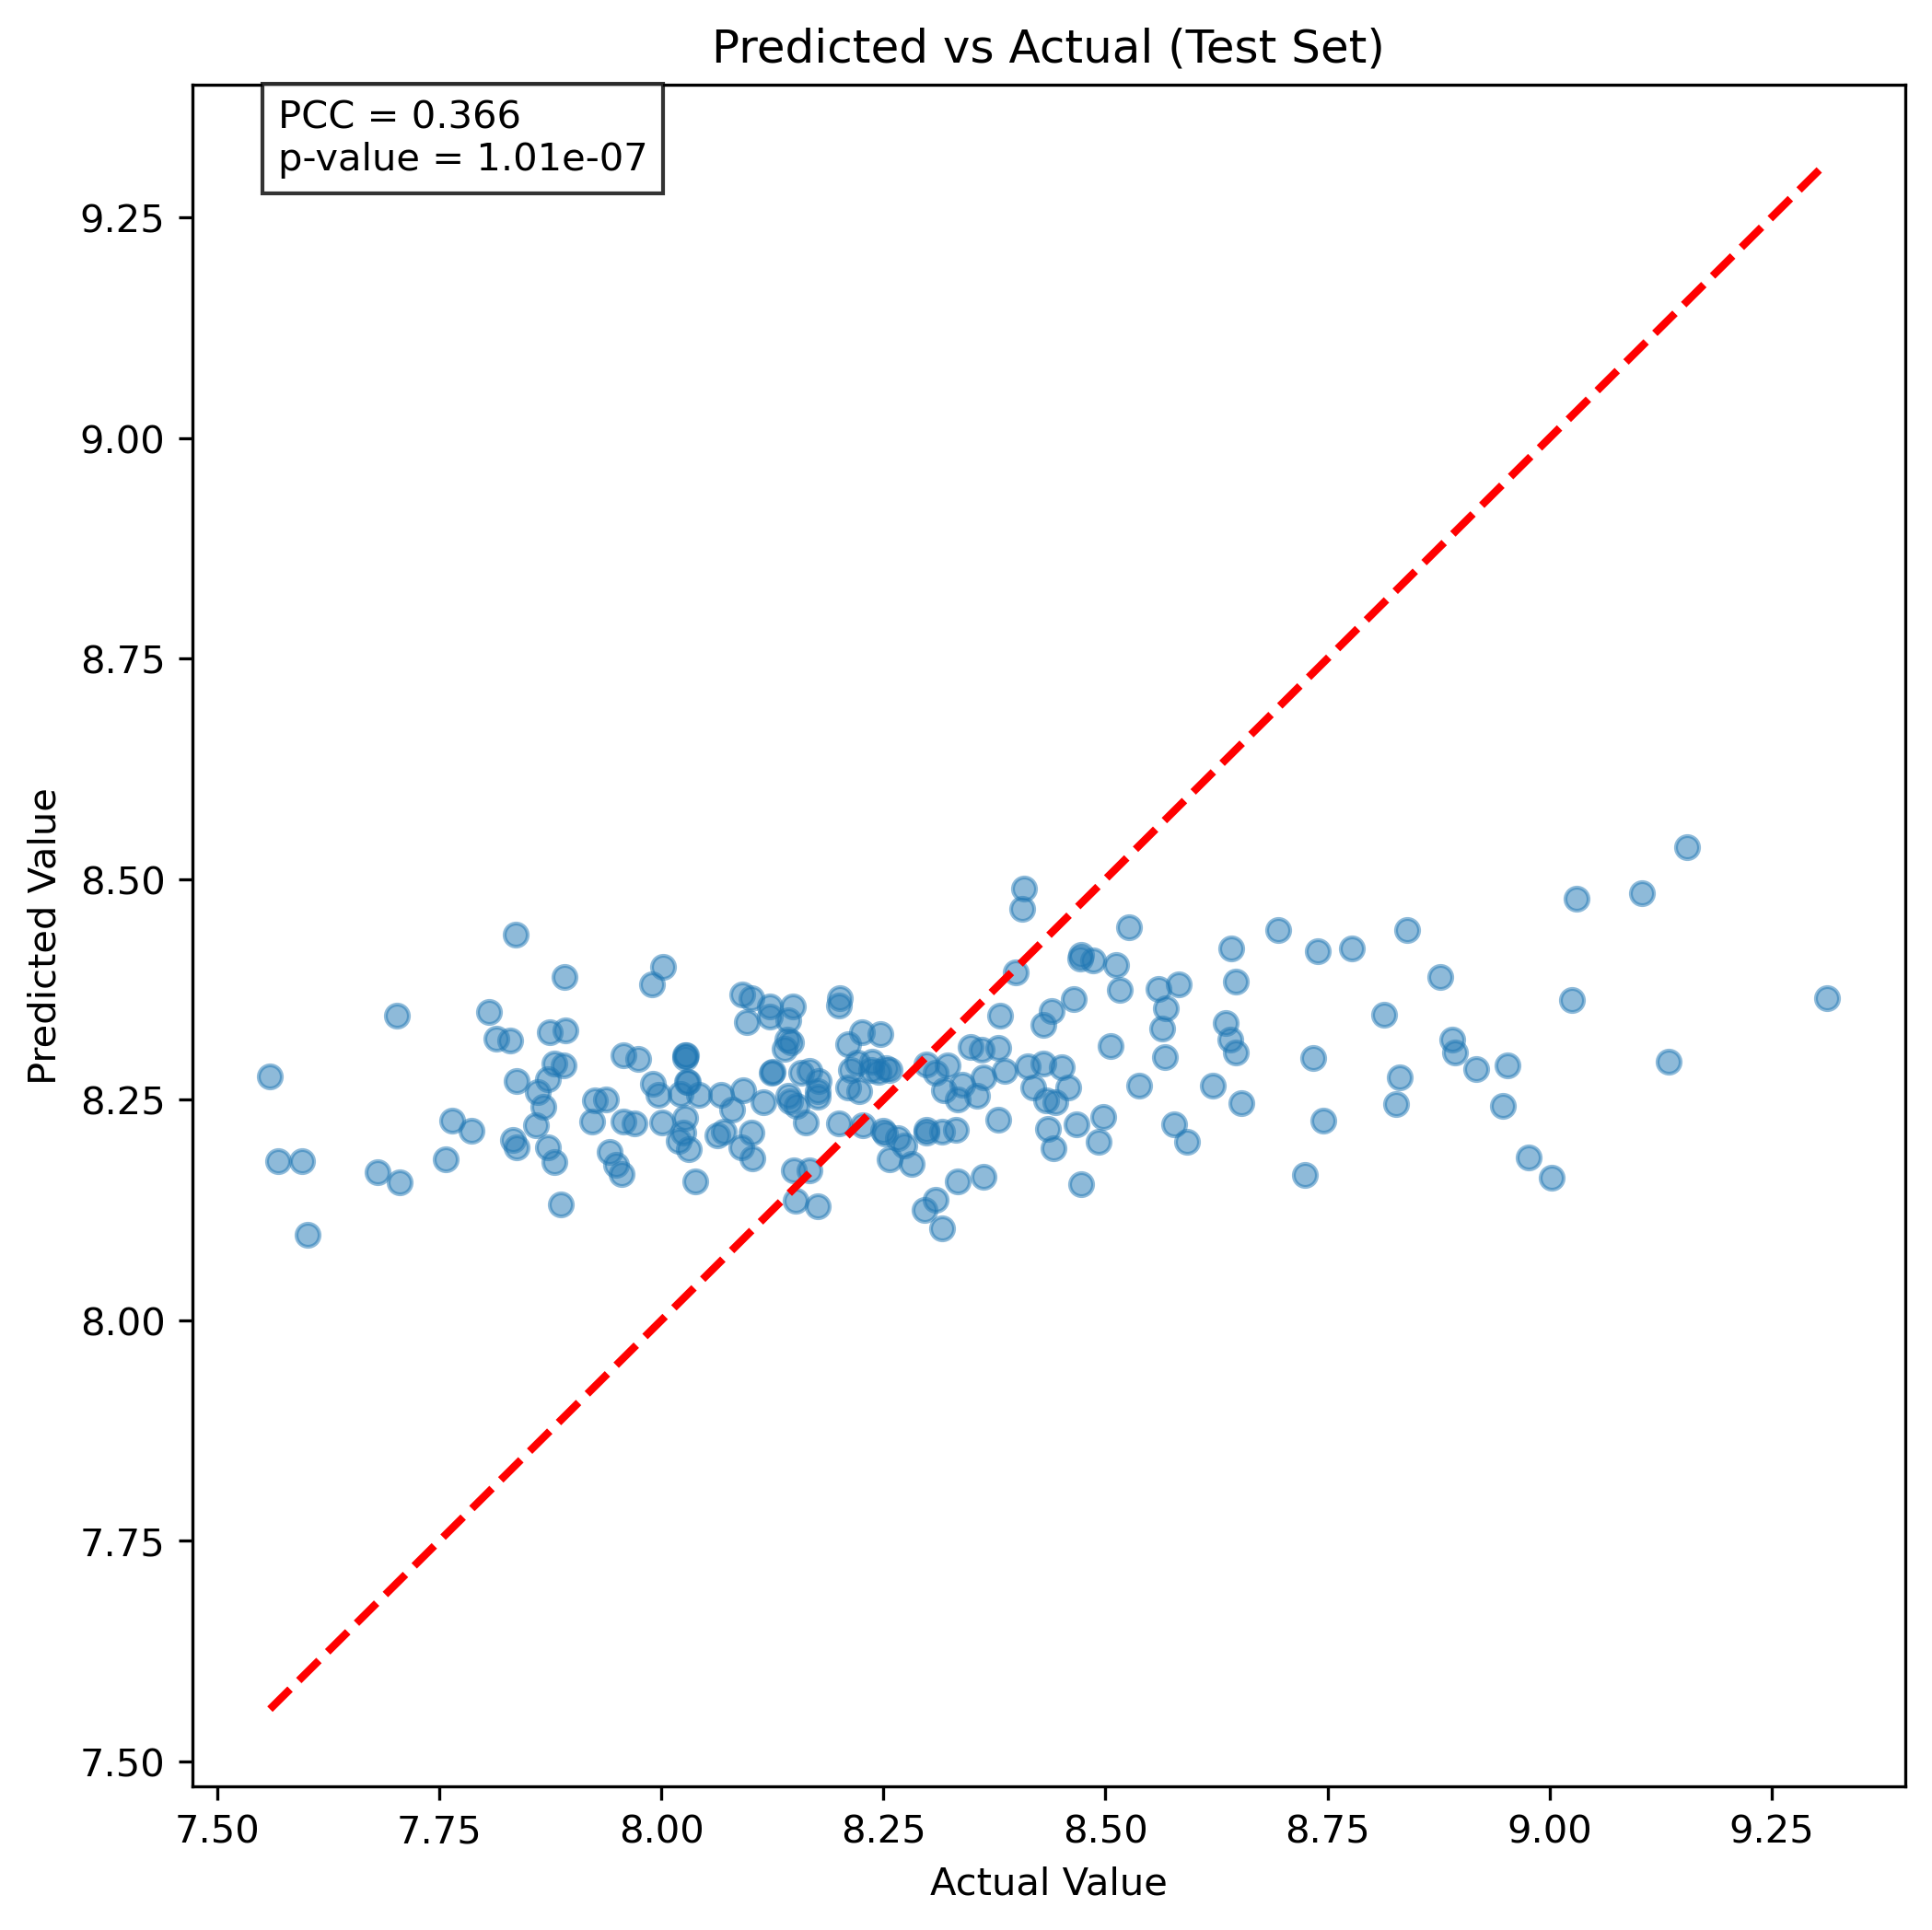 Predicted vs Actual (Test Set)
PCC = 0.366
p-value = 1.01e-07
Predicted Value
9.25
9.00
8.75
8.50
8.25
8.00
7.75
7.50
7.50 7.75 8.00 8.25 8.50 8.75 9.00 9.25
Actual Value